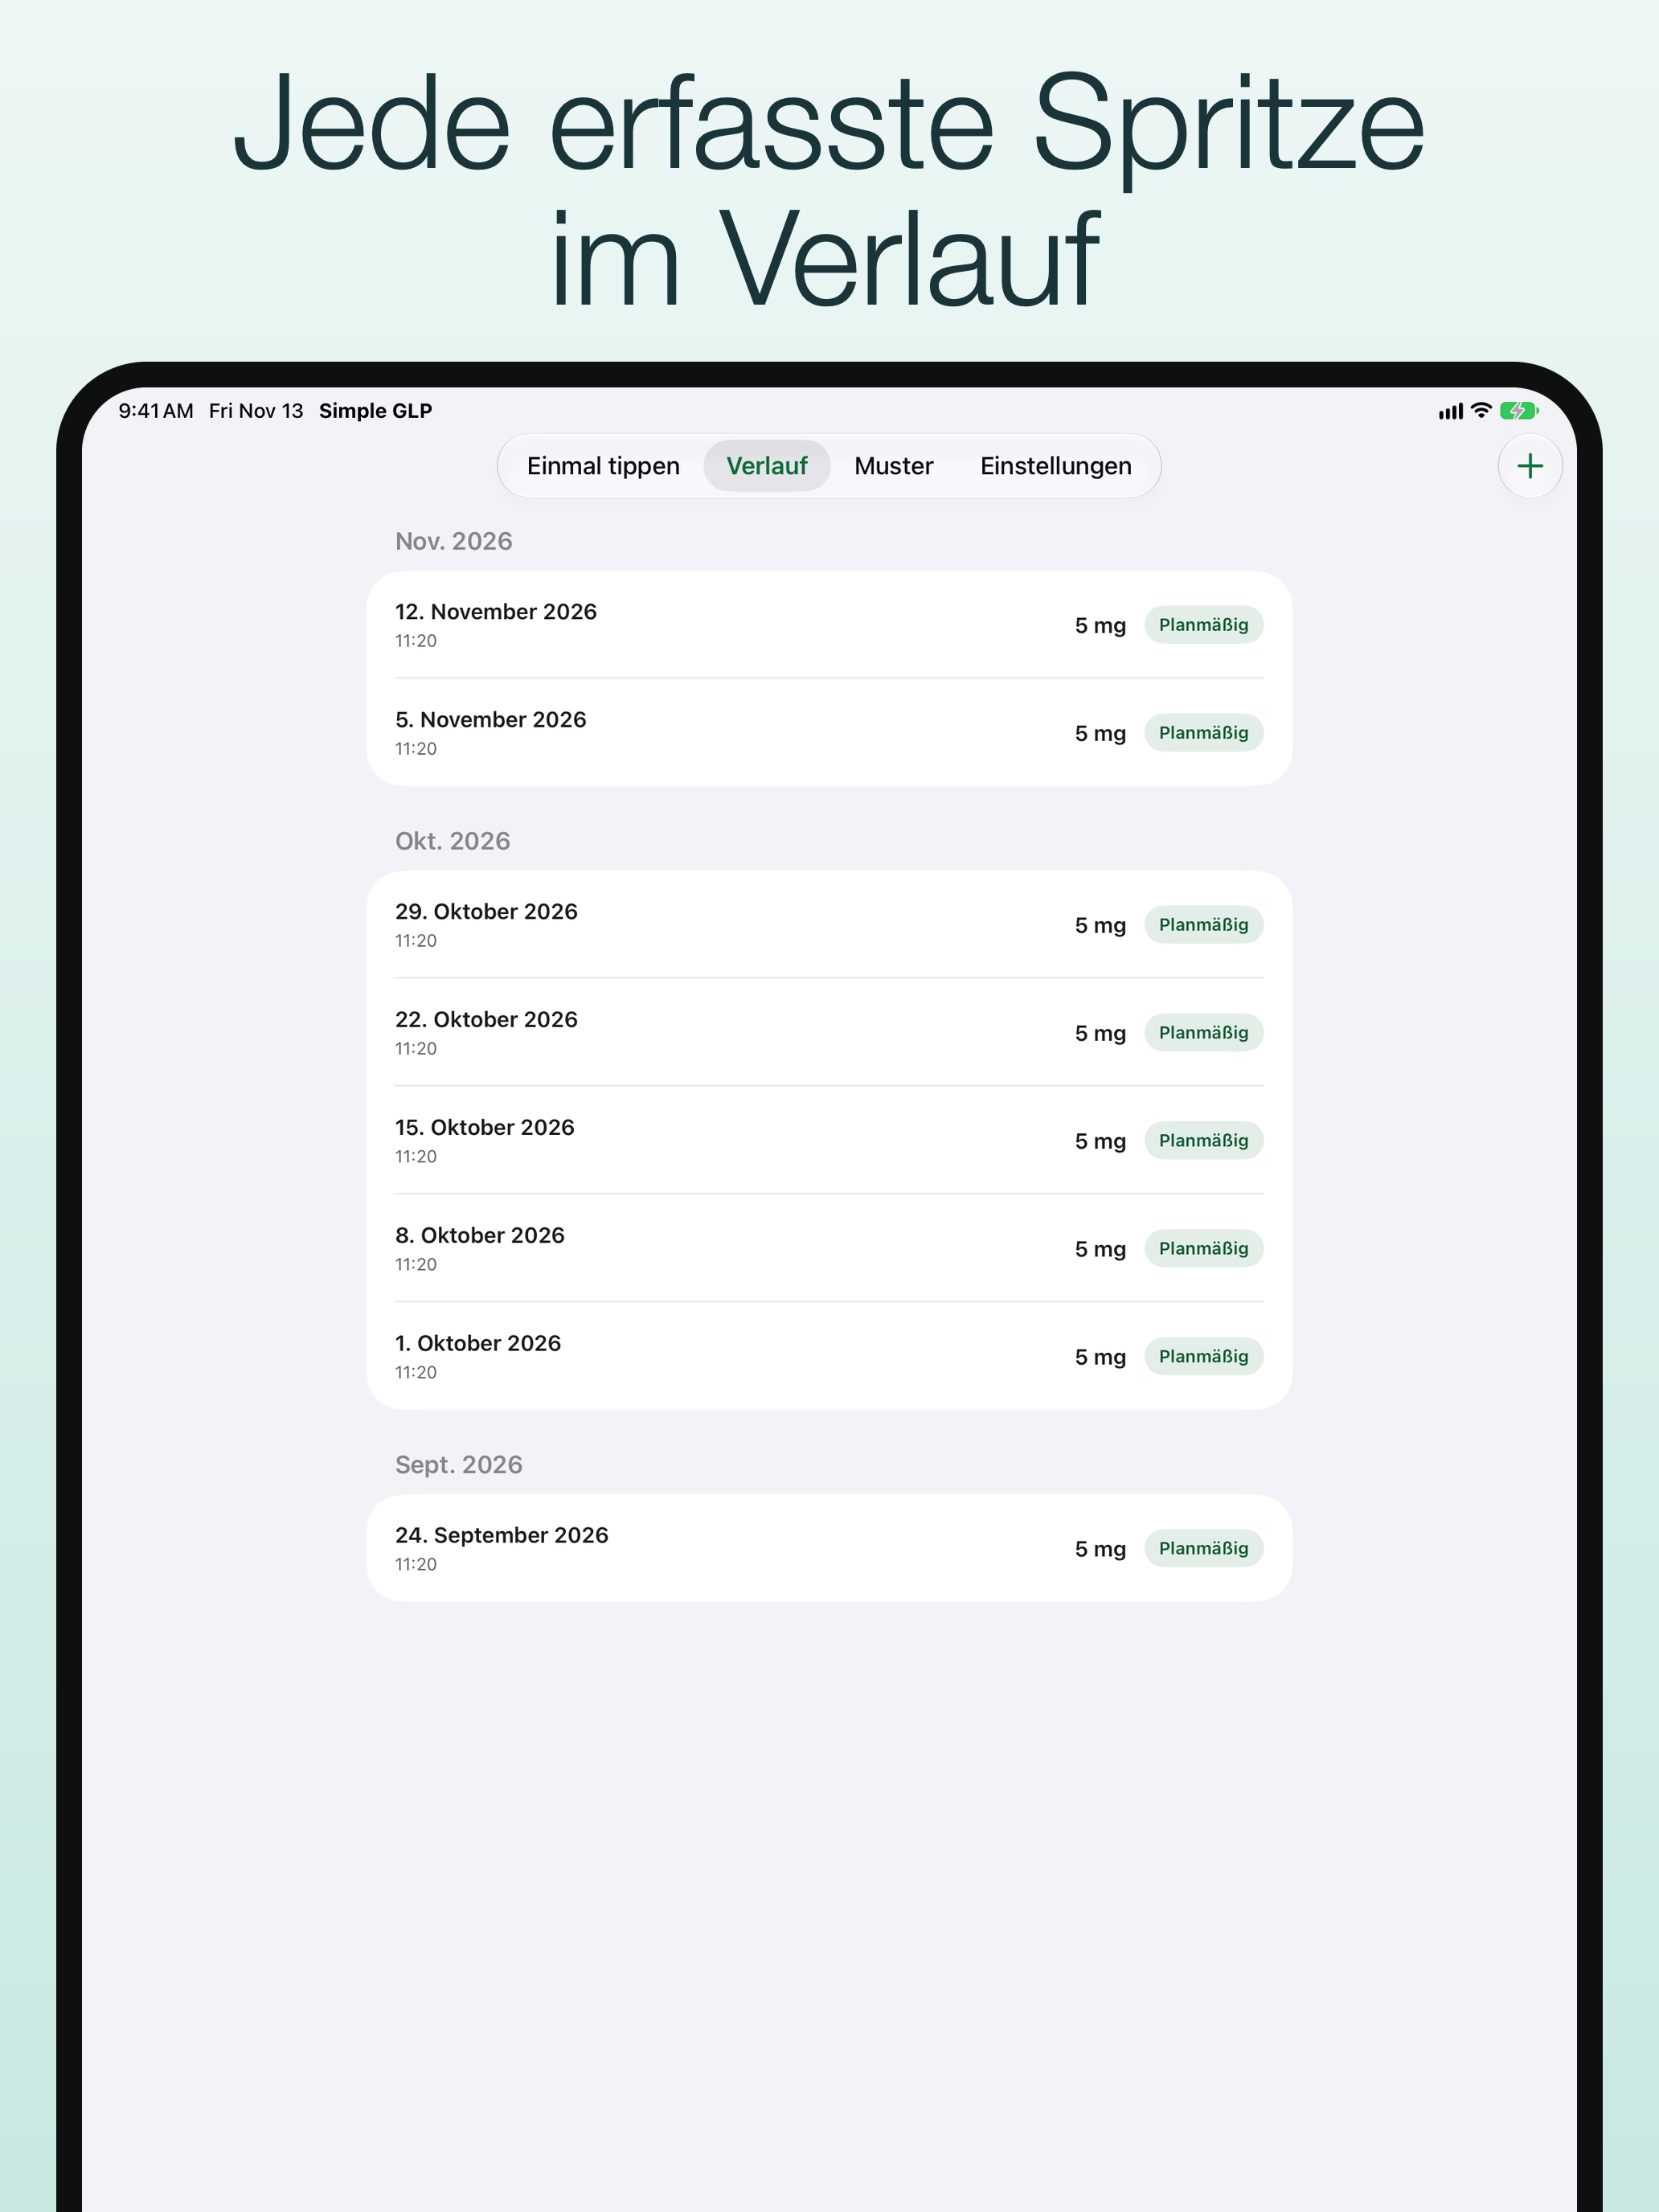 Jede erfasste Spritze
im Verlauf
9:41 AM Fri Nov 13 Simple GLP
Einmal tippen Verlauf Muster Einstellungen
Nov. 2026
12. November 2026
11:20
5 mg Planmäßig
5. November 2026
11:20
5 mg Planmäßig
Okt. 2026
29. Oktober 2026
11:20
5 mg Planmäßig
22. Oktober 2026
11:20
5 mg Planmäßig
15. Oktober 2026
11:20
5 mg Planmäßig
8. Oktober 2026
11:20
5 mg Planmäßig
1. Oktober 2026
11:20
5 mg Planmäßig
Sept. 2026
24. September 2026
11:20
5 mg Planmäßig